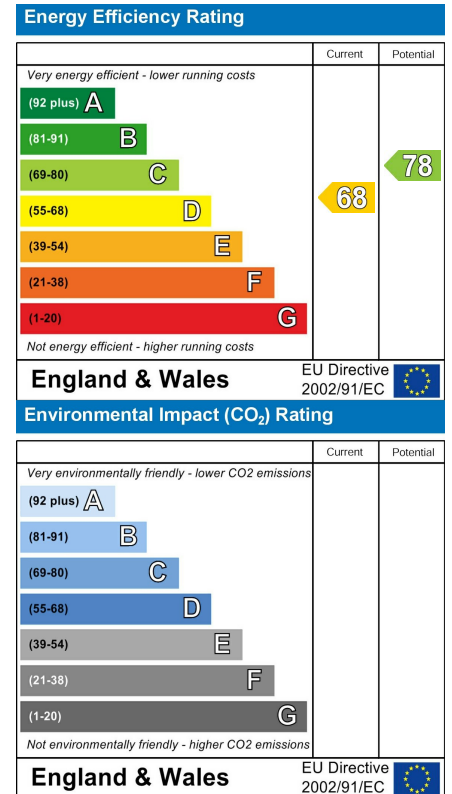 Energy Efficiency Rating
Current Potential
Very energy efficient - lower running costs
(92 plus) A
(81-91) B
(69-80) C
(55-68) D
(39-54) E
(21-38) F
(1-20) G
68
78
Not energy efficient - higher running costs
England & Wales
EU Directive
2002/91/EC
Environmental Impact (CO₂) Rating
Current Potential
Very environmentally friendly - lower CO2 emissions
(92 plus) A
(81-91) B
(69-80) C
(55-68) D
(39-54) E
(21-38) F
(1-20) G
Not environmentally friendly - higher CO2 emissions
England & Wales
EU Directive
2002/91/EC